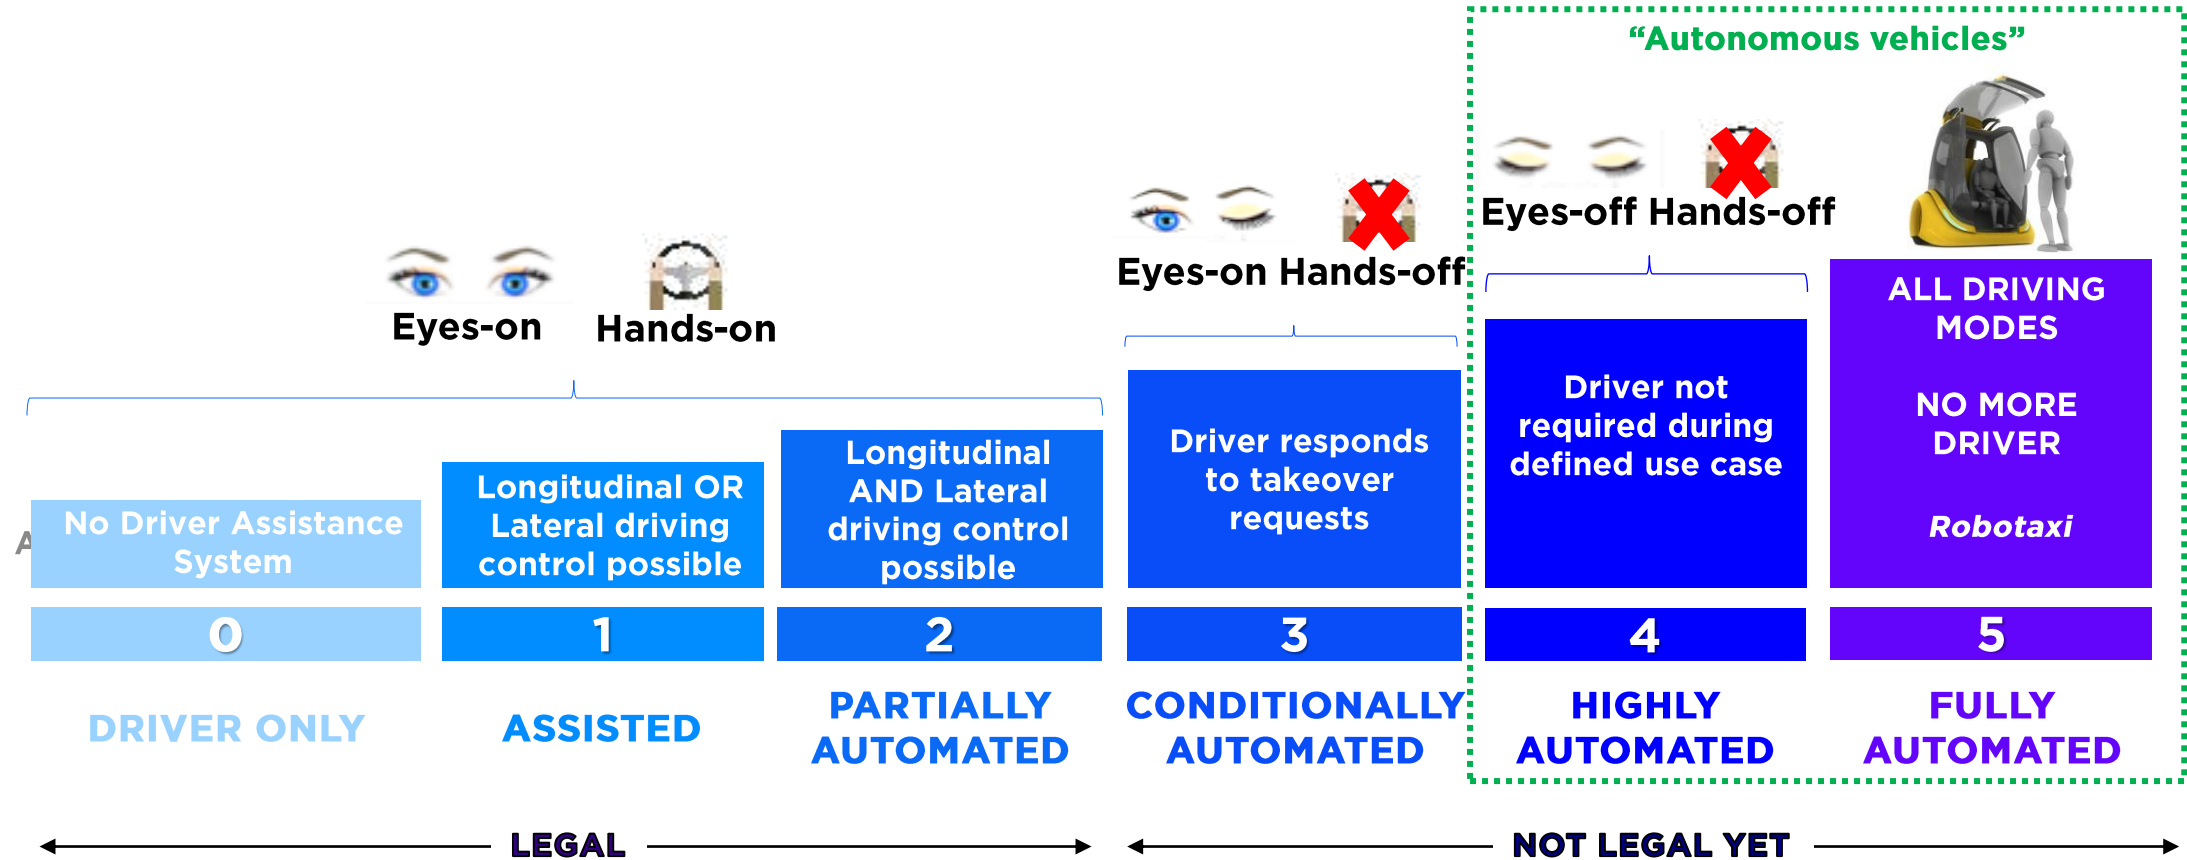 “Autonomous vehicles”
Eyes-on
Hands-on
Eyes-on Hands-off
Eyes-off Hands-off
No Driver Assistance
System
Longitudinal OR
Lateral driving
control possible
Longitudinal
AND Lateral
driving control
possible
Driver responds
to takeover
requests
Driver not
required during
defined use case
ALL DRIVING
MODES
NO MORE
DRIVER
Robotaxi
0
1
2
3
4
5
DRIVER ONLY
ASSISTED
PARTIALLY
AUTOMATED
CONDITIONALLY
AUTOMATED
HIGHLY
AUTOMATED
FULLY
AUTOMATED
LEGAL
NOT LEGAL YET